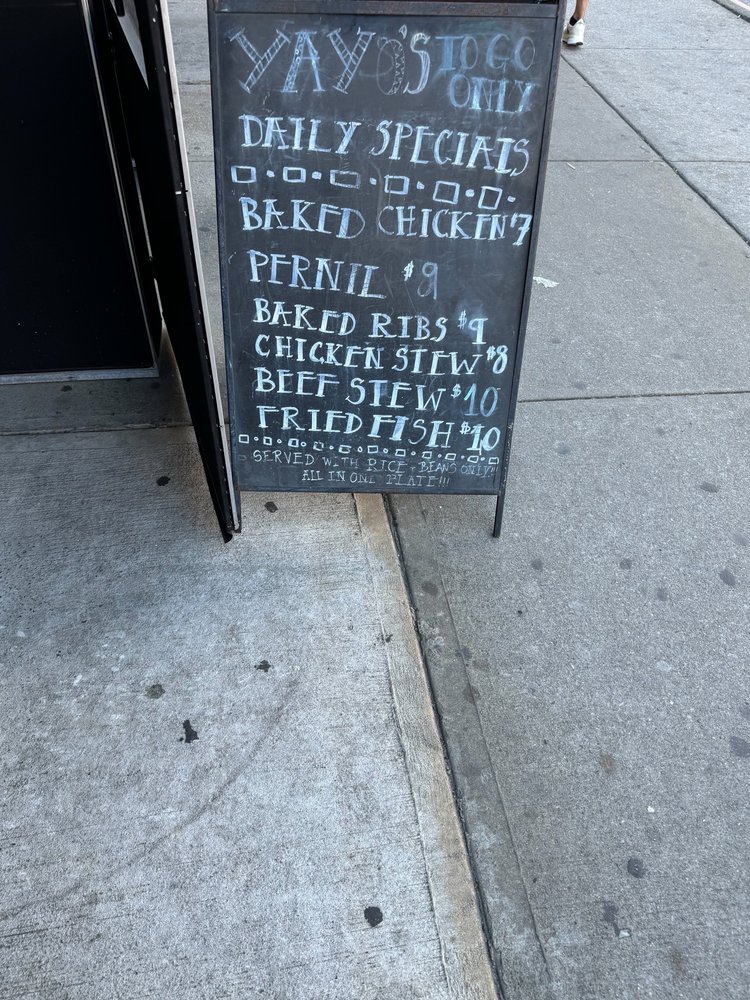 YAYO'S TO GO
ONLY
DAILY SPECIALS
BAKED CHICKEN $7
PERNIL $9
BAKED RIBS $9
CHICKEN STEW $8
BEEF STEW $10
FRIED FISH $10
SERVED WITH RICE + BEANS ONLY!!
ALL IN ONE PLATE!!!